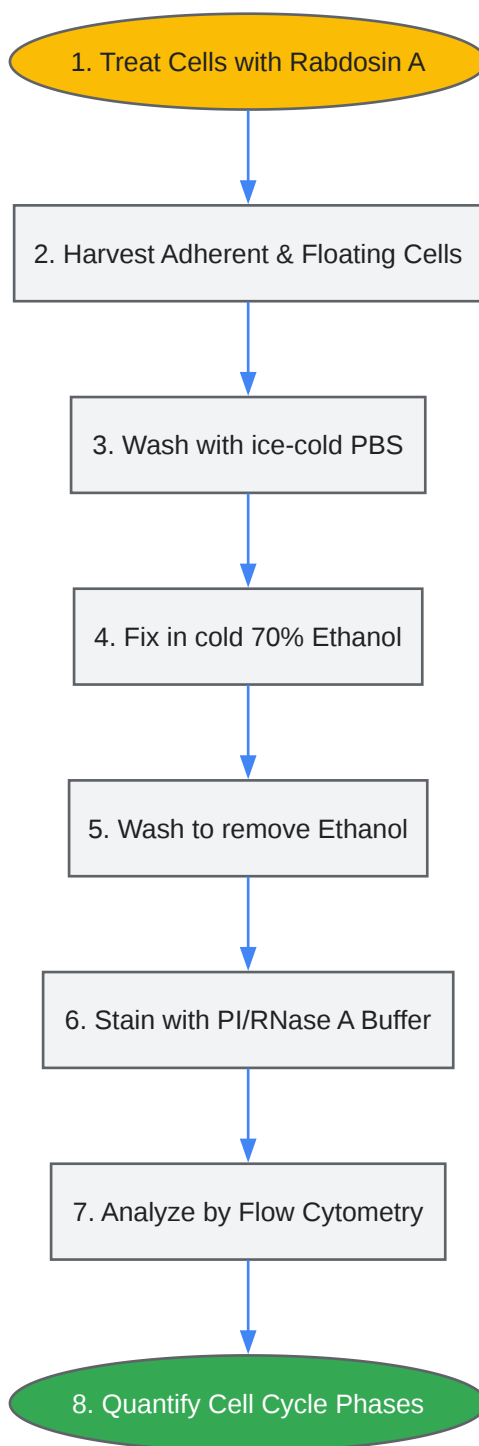 1. Treat Cells with Rabdosin A
2. Harvest Adherent & Floating Cells
3. Wash with ice-cold PBS
4. Fix in cold 70% Ethanol
5. Wash to remove Ethanol
6. Stain with PI/RNase A Buffer
7. Analyze by Flow Cytometry
8. Quantify Cell Cycle Phases